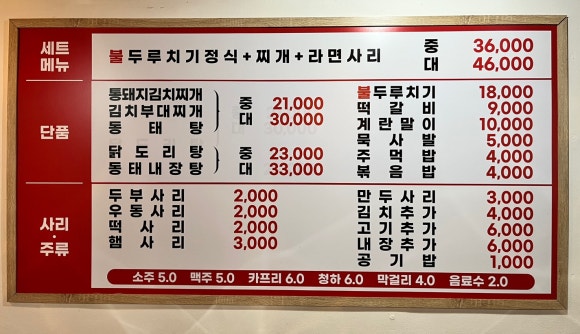 세트 메뉴
불두루치기정식+찌개+라면사리 중 36,000
대 46,000
단품
통돼지김치찌개
김치부대찌개
동태탕
중 21,000
대 30,000
닭도리탕
동태내장탕
중 23,000
대 33,000
불두루치기 18,000
떡갈비 9,000
계란말이 10,000
묵사발 5,000
주먹밥 4,000
볶음밥 4,000
사리·주류
두부사리 2,000
우동사리 2,000
떡사리 2,000
햄사리 3,000
만두사리 3,000
김치추가 4,000
고기추가 6,000
내장추가 6,000
공기밥 1,000
소주 5.0 맥주 5.0 카프리 6.0 청하 6.0 막걸리 4.0 음료수 2.0